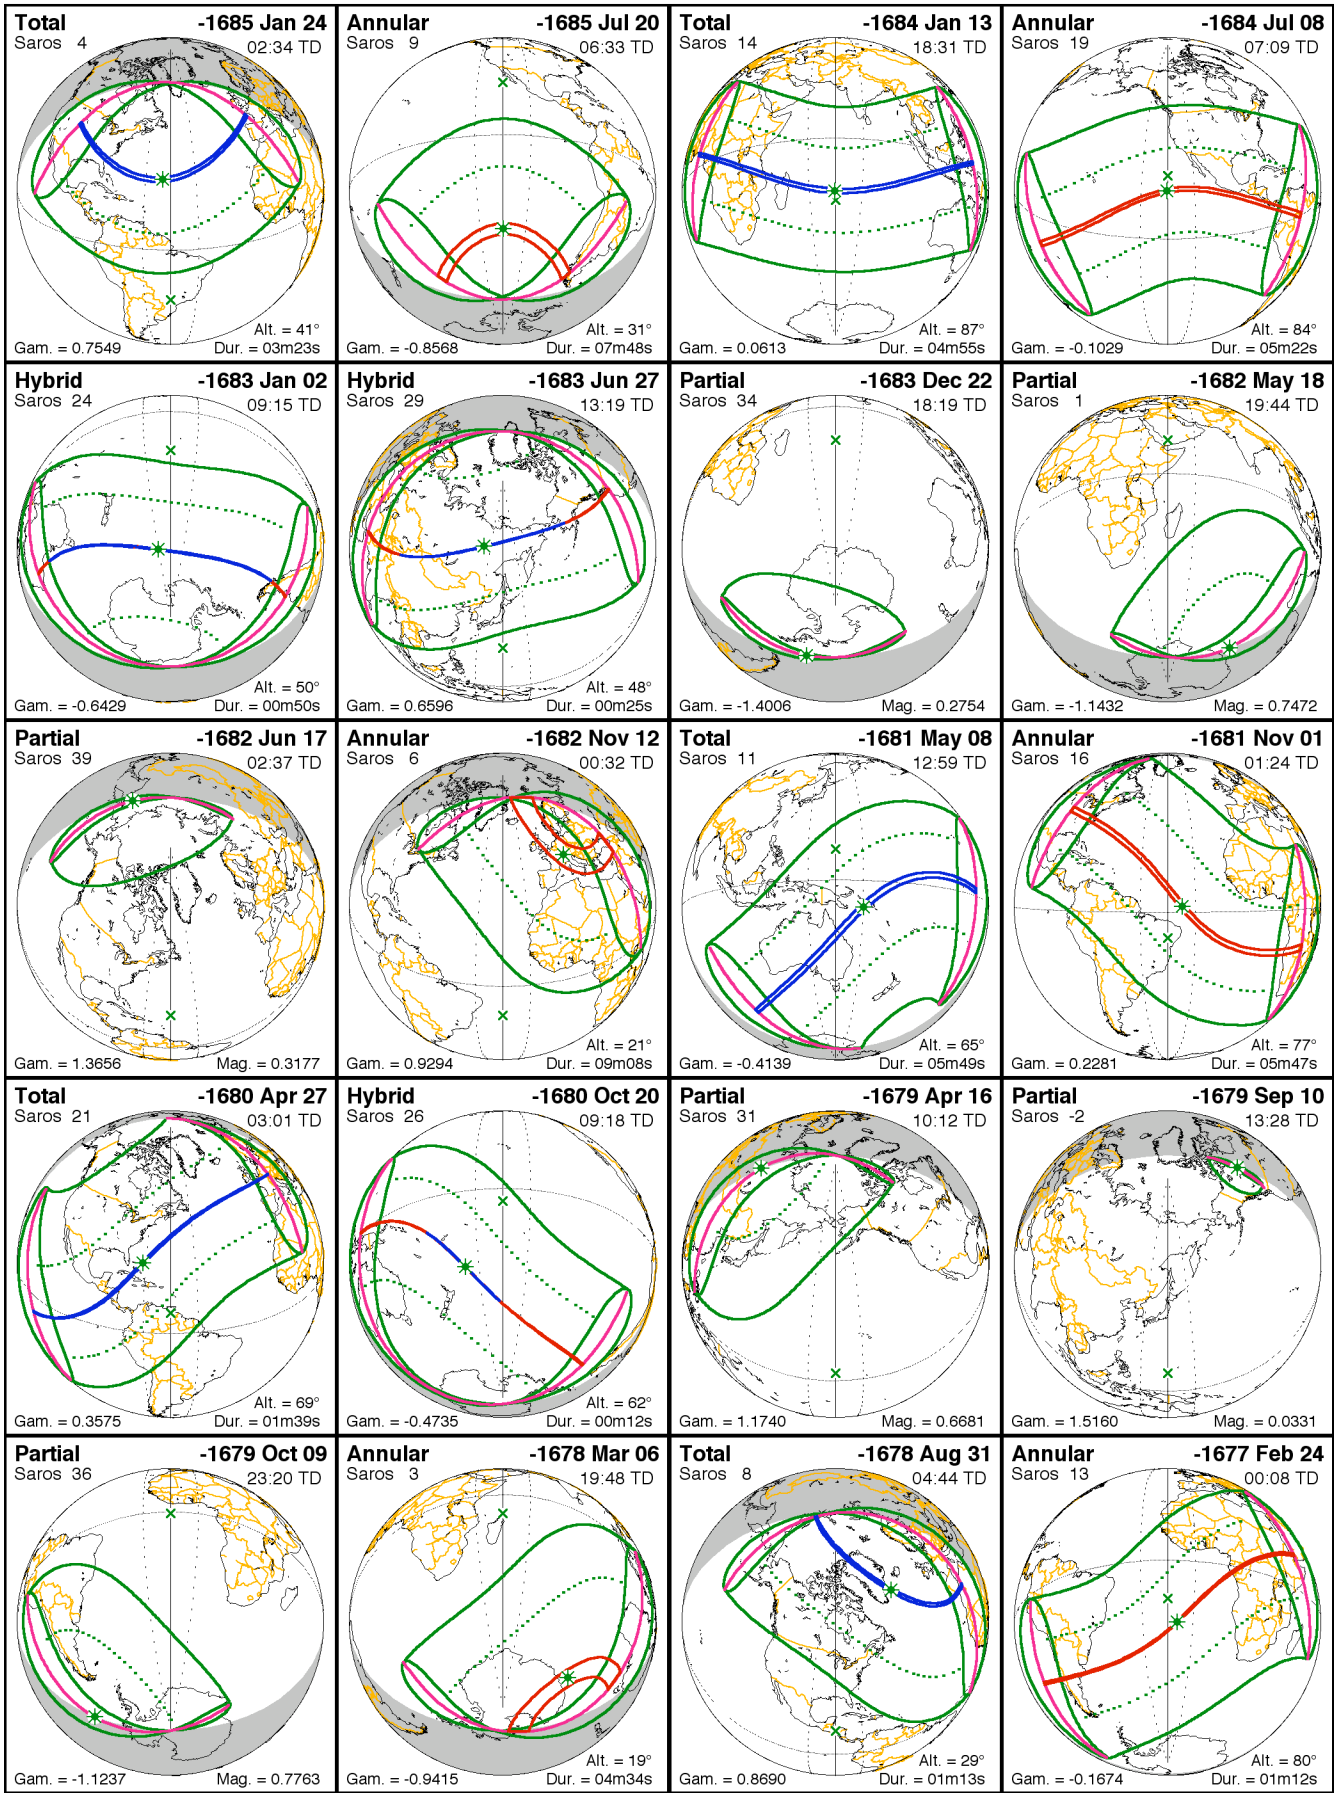 Total -1685 Jan 24
Saros 4 02:34 TD
Alt. = 41°
Gam. = 0.7549 Dur. = 03m23s
Annular -1685 Jul 20
Saros 9 06:33 TD
Alt. = 31°
Gam. = -0.8568 Dur. = 07m48s
Total -1684 Jan 13
Saros 14 18:31 TD
Alt. = 87°
Gam. = 0.0613 Dur. = 04m55s
Annular -1684 Jul 08
Saros 19 07:09 TD
Alt. = 84°
Gam. = -0.1029 Dur. = 05m22s
Hybrid -1683 Jan 02
Saros 24 09:15 TD
Alt. = 50°
Gam. = -0.6429 Dur. = 00m50s
Hybrid -1683 Jun 27
Saros 29 13:19 TD
Alt. = 48°
Gam. = 0.6596 Dur. = 00m25s
Partial -1683 Dec 22
Saros 34 18:19 TD
Gam. = -1.4006 Mag. = 0.2754
Partial -1682 May 18
Saros 1 19:44 TD
Gam. = -1.1432 Mag. = 0.7472
Partial -1682 Jun 17
Saros 39 02:37 TD
Gam. = 1.3656 Mag. = 0.3177
Annular -1682 Nov 12
Saros 6 00:32 TD
Alt. = 21°
Gam. = 0.9294 Dur. = 09m08s
Total -1681 May 08
Saros 11 12:59 TD
Alt. = 65°
Gam. = -0.4139 Dur. = 05m49s
Annular -1681 Nov 01
Saros 16 01:24 TD
Alt. = 77°
Gam. = 0.2281 Dur. = 05m47s
Total -1680 Apr 27
Saros 21 03:01 TD
Alt. = 69°
Gam. = 0.3575 Dur. = 01m39s
Hybrid -1680 Oct 20
Saros 26 09:18 TD
Alt. = 62°
Gam. = -0.4735 Dur. = 00m12s
Partial -1679 Apr 16
Saros 31 10:12 TD
Gam. = 1.1740 Mag. = 0.6681
Partial -1679 Sep 10
Saros -2 13:28 TD
Gam. = 1.5160 Mag. = 0.0331
Partial -1679 Oct 09
Saros 36 23:20 TD
Gam. = -1.1237 Mag. = 0.7763
Annular -1678 Mar 06
Saros 3 19:48 TD
Alt. = 19°
Gam. = -0.9415 Dur. = 04m34s
Total -1678 Aug 31
Saros 8 04:44 TD
Alt. = 29°
Gam. = 0.8690 Dur. = 01m13s
Annular -1677 Feb 24
Saros 13 00:08 TD
Alt. = 80°
Gam. = -0.1674 Dur. = 01m12s